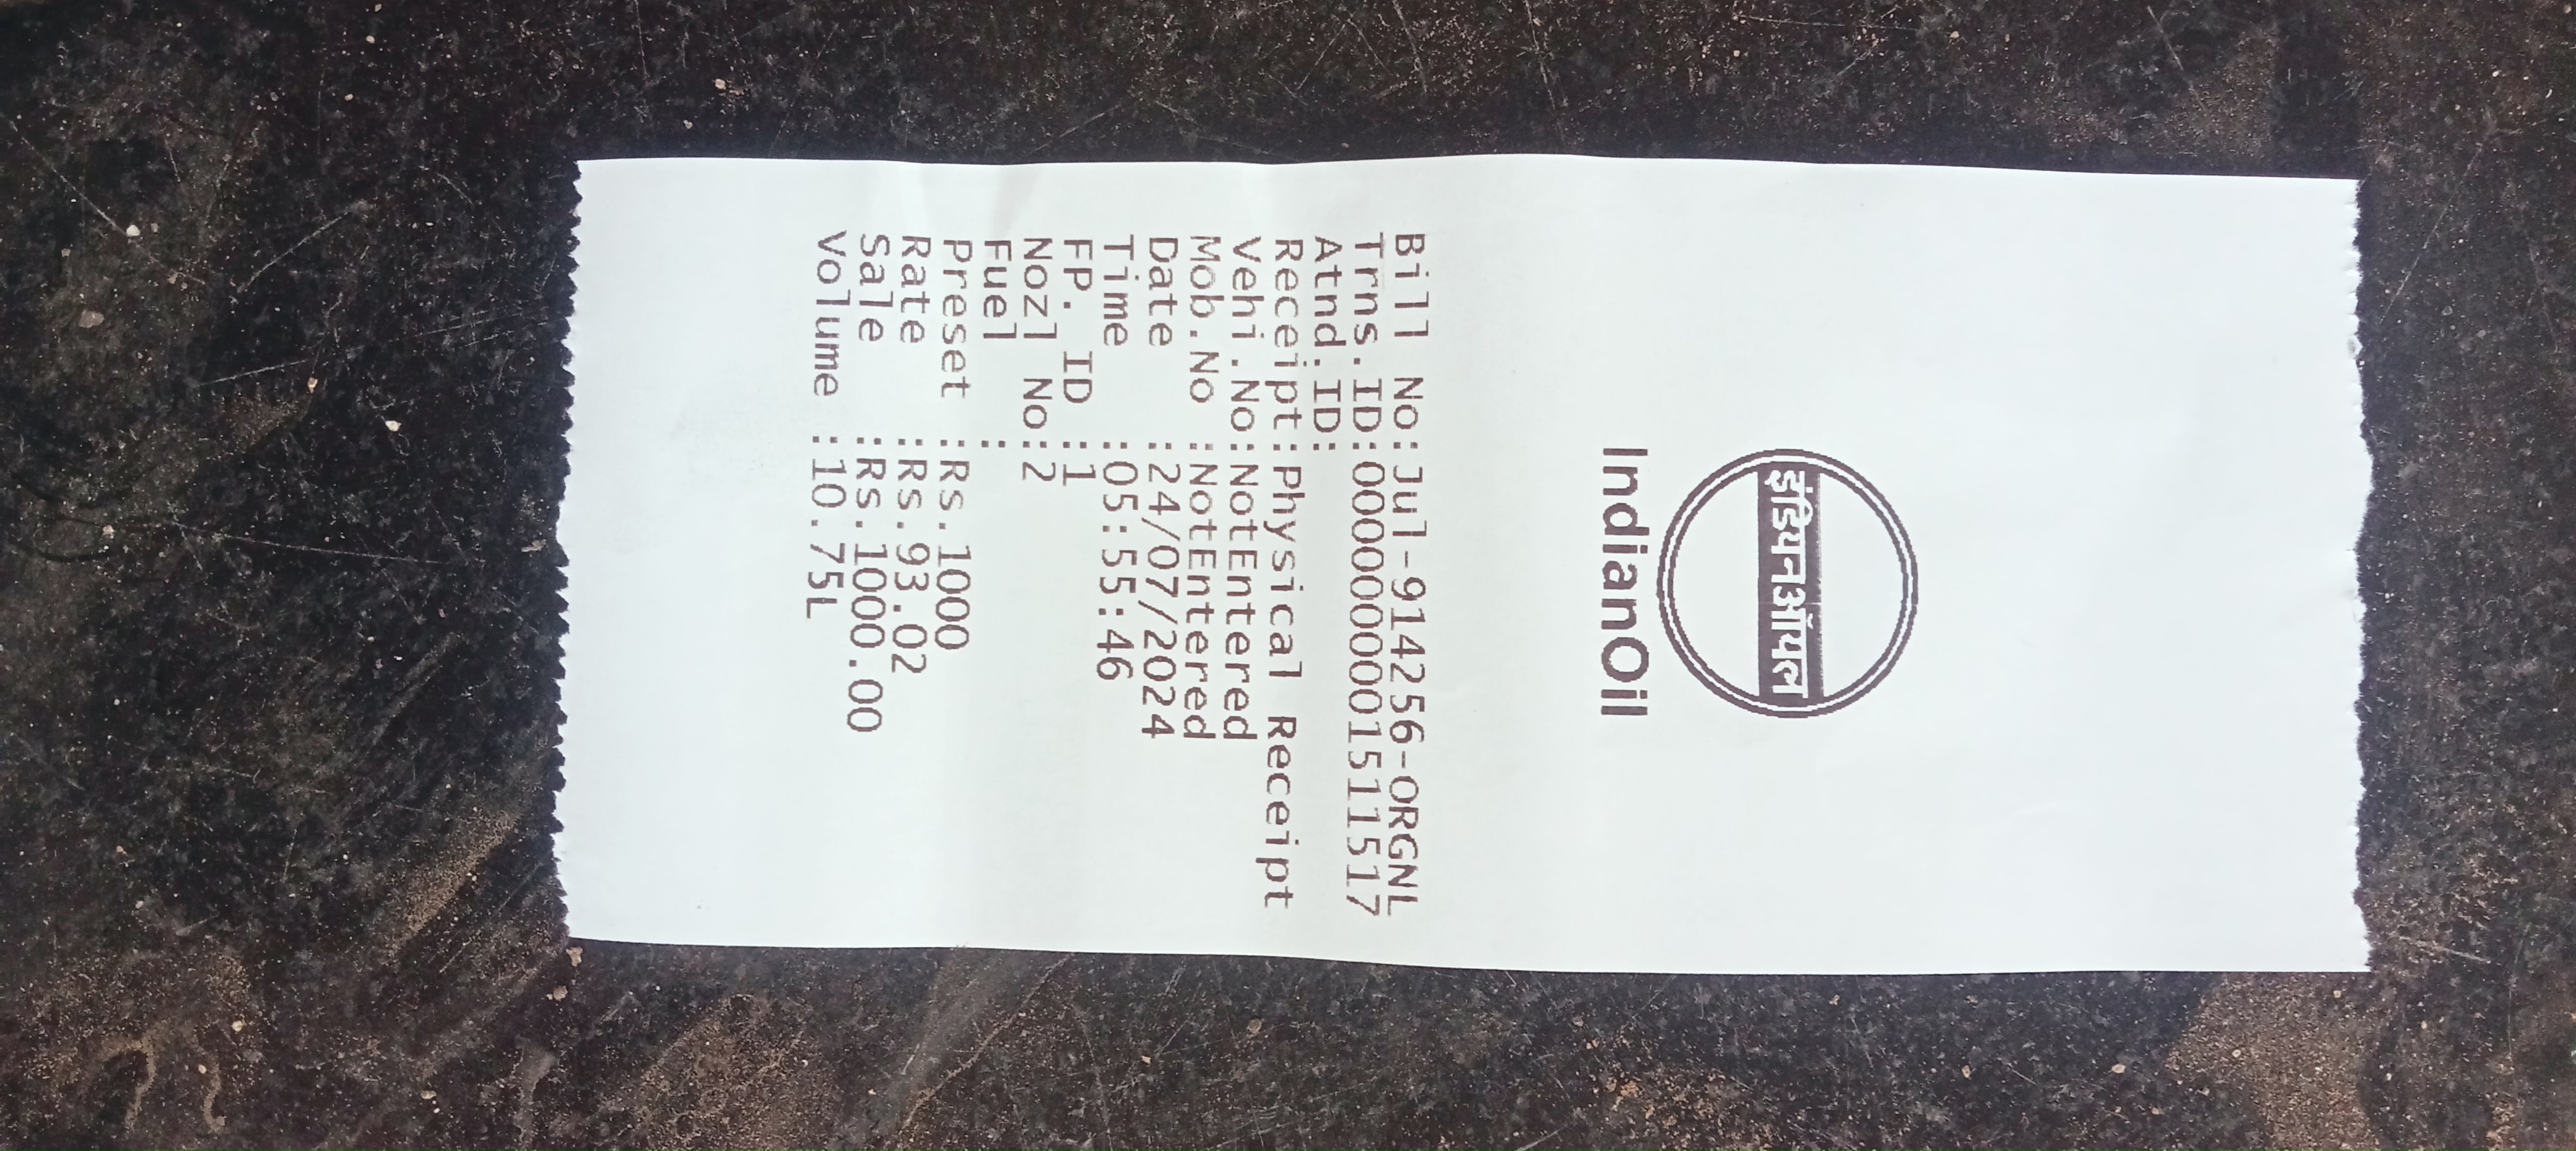 इंडियनऑयल
IndianOil
Bill No:Jul-914256-ORGNL
Trns.ID:0000000001511517
Atnd.ID:
Receipt:Physical Receipt
Vehi.No:NotEntered
Mob.No :NotEntered
Date :24/07/2024
Time :05:55:46
FP. ID :1
Nozl No:2
Fuel :
Preset :Rs.1000
Rate :Rs.93.02
Sale :Rs.1000.00
Volume :10.75L